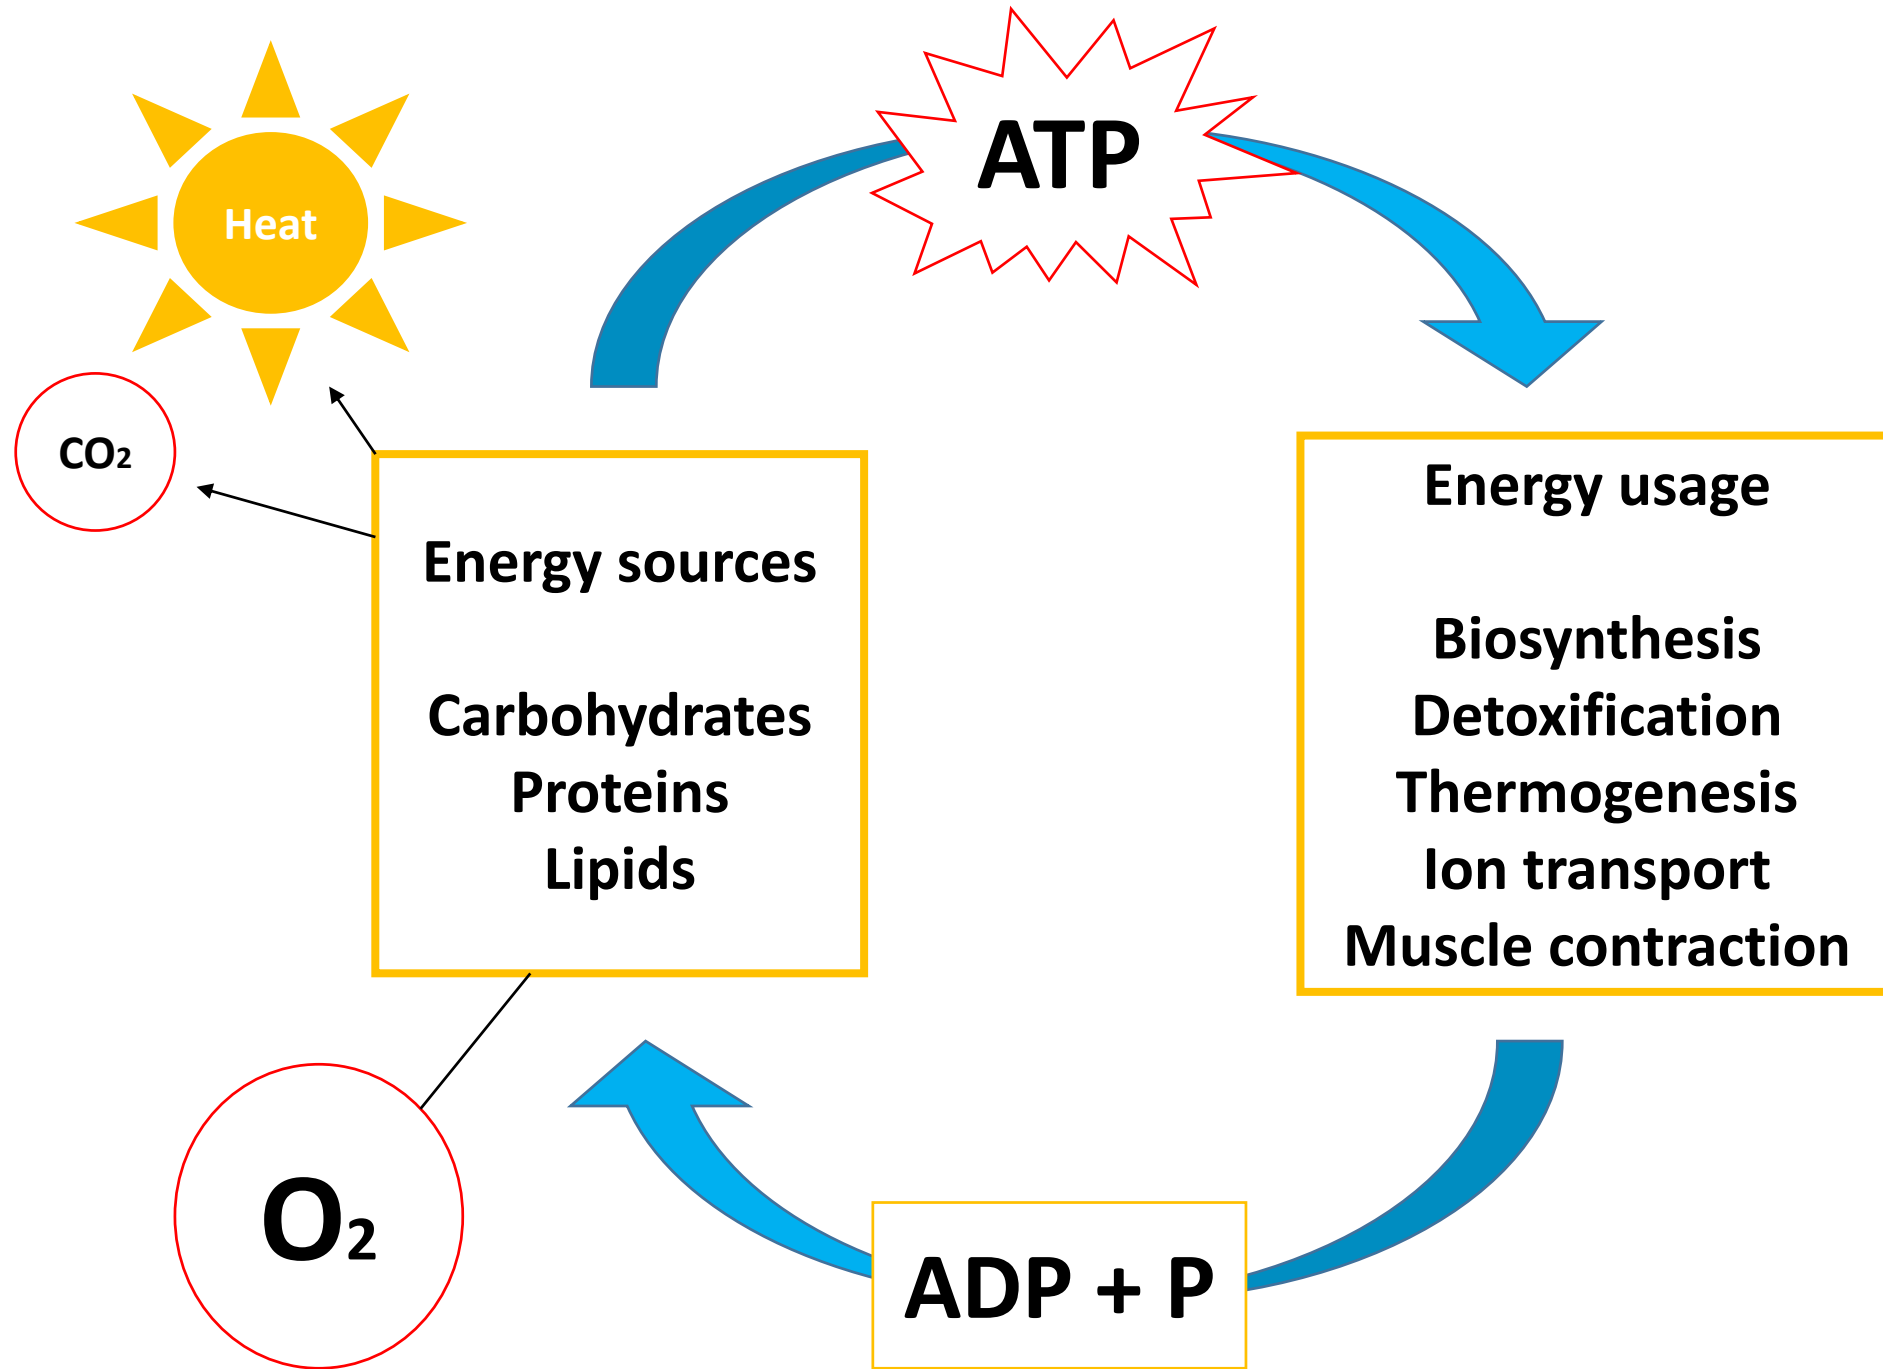 ATP
Heat
CO₂
Energy sources
Carbohydrates
Proteins
Lipids
Energy usage
Biosynthesis
Detoxification
Thermogenesis
Ion transport
Muscle contraction
O₂
ADP + P